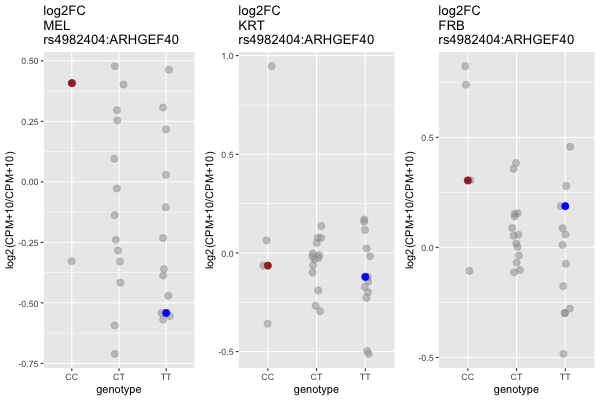 log2FC
MEL
rs4982404:ARHGEF40
log2(CPM+10/CPM+10)
0.50
0.25
0.00
-0.25
-0.50
-0.75
CC CT TT
genotype
log2FC
KRT
rs4982404:ARHGEF40
log2(CPM+10/CPM+10)
1.0
0.5
0.0
-0.5
CC CT TT
genotype
log2FC
FRB
rs4982404:ARHGEF40
log2(CPM+10/CPM+10)
0.5
0.0
-0.5
CC CT TT
genotype